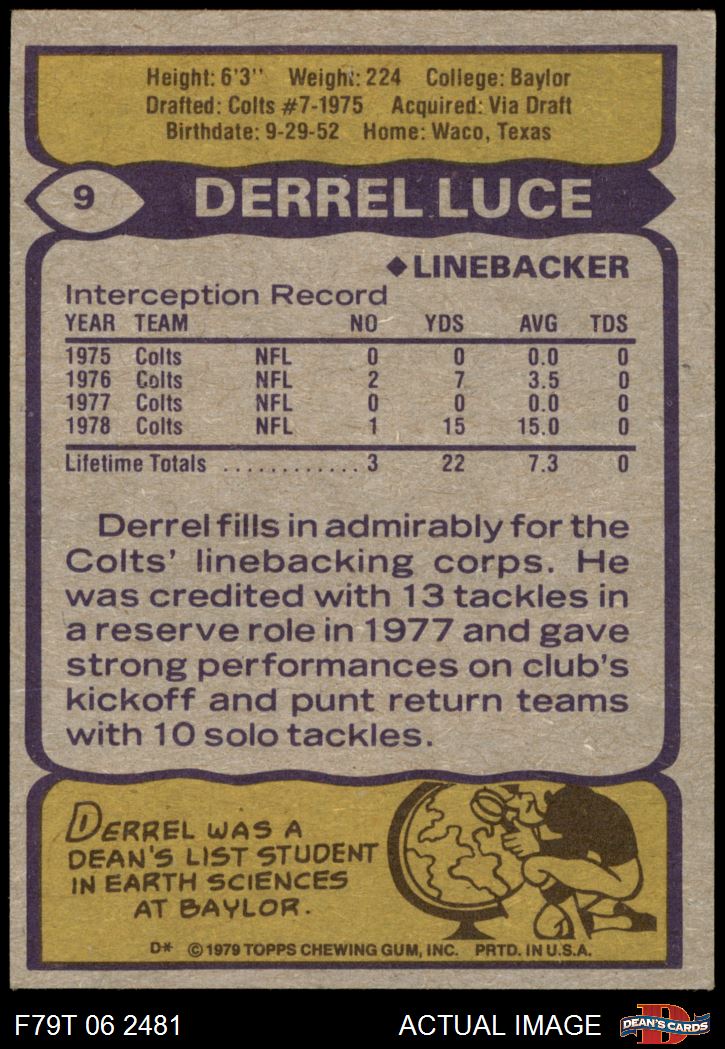 Height: 6'3'' Weight: 224 College: Baylor
Drafted: Colts #7-1975 Acquired: Via Draft
Birthdate: 9-29-52 Home: Waco, Texas
9 DERREL LUCE
◆LINEBACKER
Interception Record
YEAR TEAM NO YDS AVG TDS
1975 Colts NFL 0 0 0.0 0
1976 Colts NFL 2 7 3.5 0
1977 Colts NFL 0 0 0.0 0
1978 Colts NFL 1 15 15.0 0
Lifetime Totals ............ 3 22 7.3 0
Derrel fills in admirably for the
Colts' linebacking corps. He
was credited with 13 tackles in
a reserve role in 1977 and gave
strong performances on club's
kickoff and punt return teams
with 10 solo tackles.
DERREL WAS A
DEAN'S LIST STUDENT
IN EARTH SCIENCES
AT BAYLOR.
D* © 1979 TOPPS CHEWING GUM, INC. PRTD. IN U.S.A.
F79T 06 2481 ACTUAL IMAGE D DEAN'S CARDS